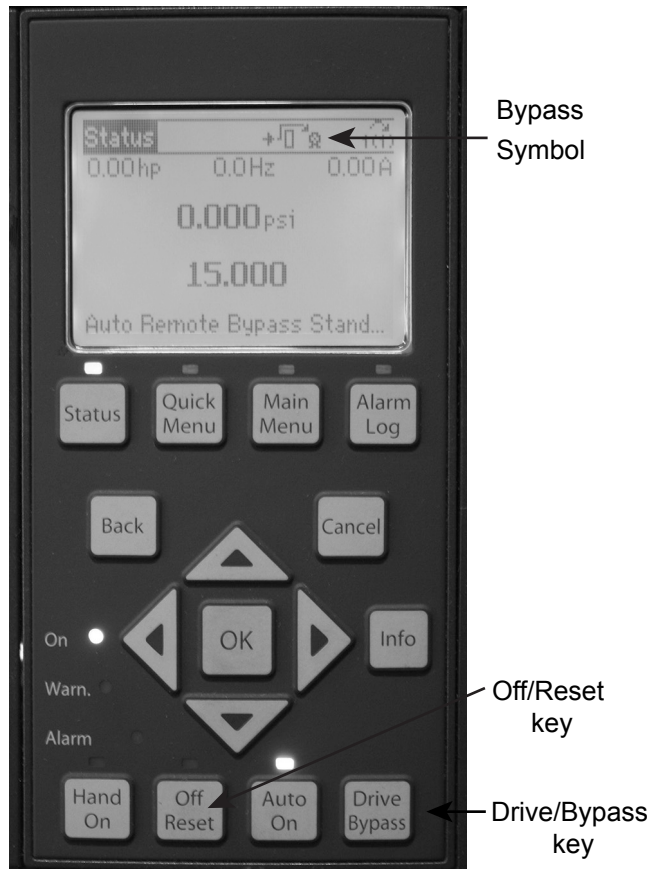 Bypass
Symbol
Status
1(1)
0.00hp 0.0Hz 0.00A
0.000psi
15.000
Auto Remote Bypass Stand...
Status
Quick
Menu
Main
Menu
Alarm
Log
Back
Cancel
On
OK
Info
Warn.
Off/Reset
key
Alarm
Hand
On
Off
Reset
Auto
On
Drive
Bypass
Drive/Bypass
key